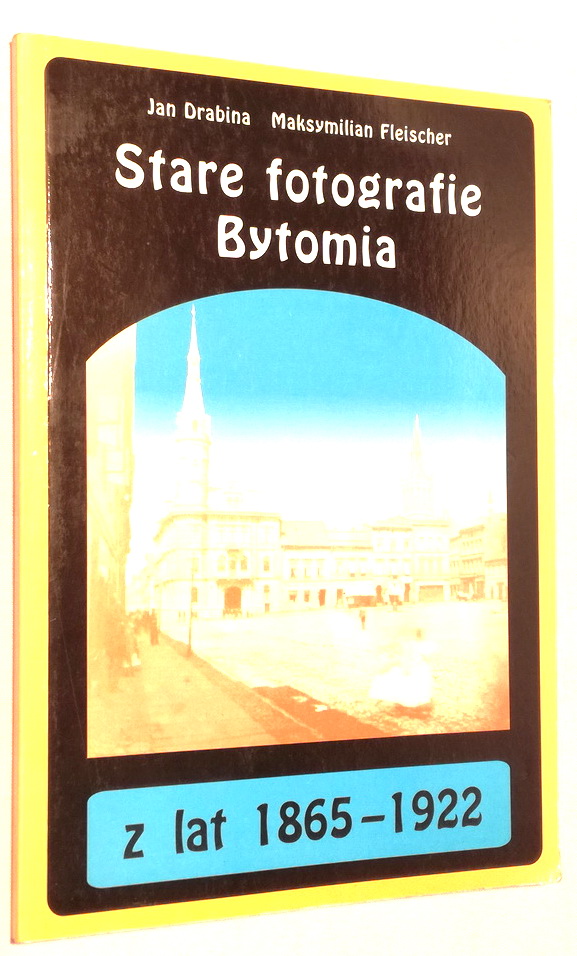 Jan Drabina Maksymilian Fleischer
Stare fotografie
Bytomia
z lat 1865–1922